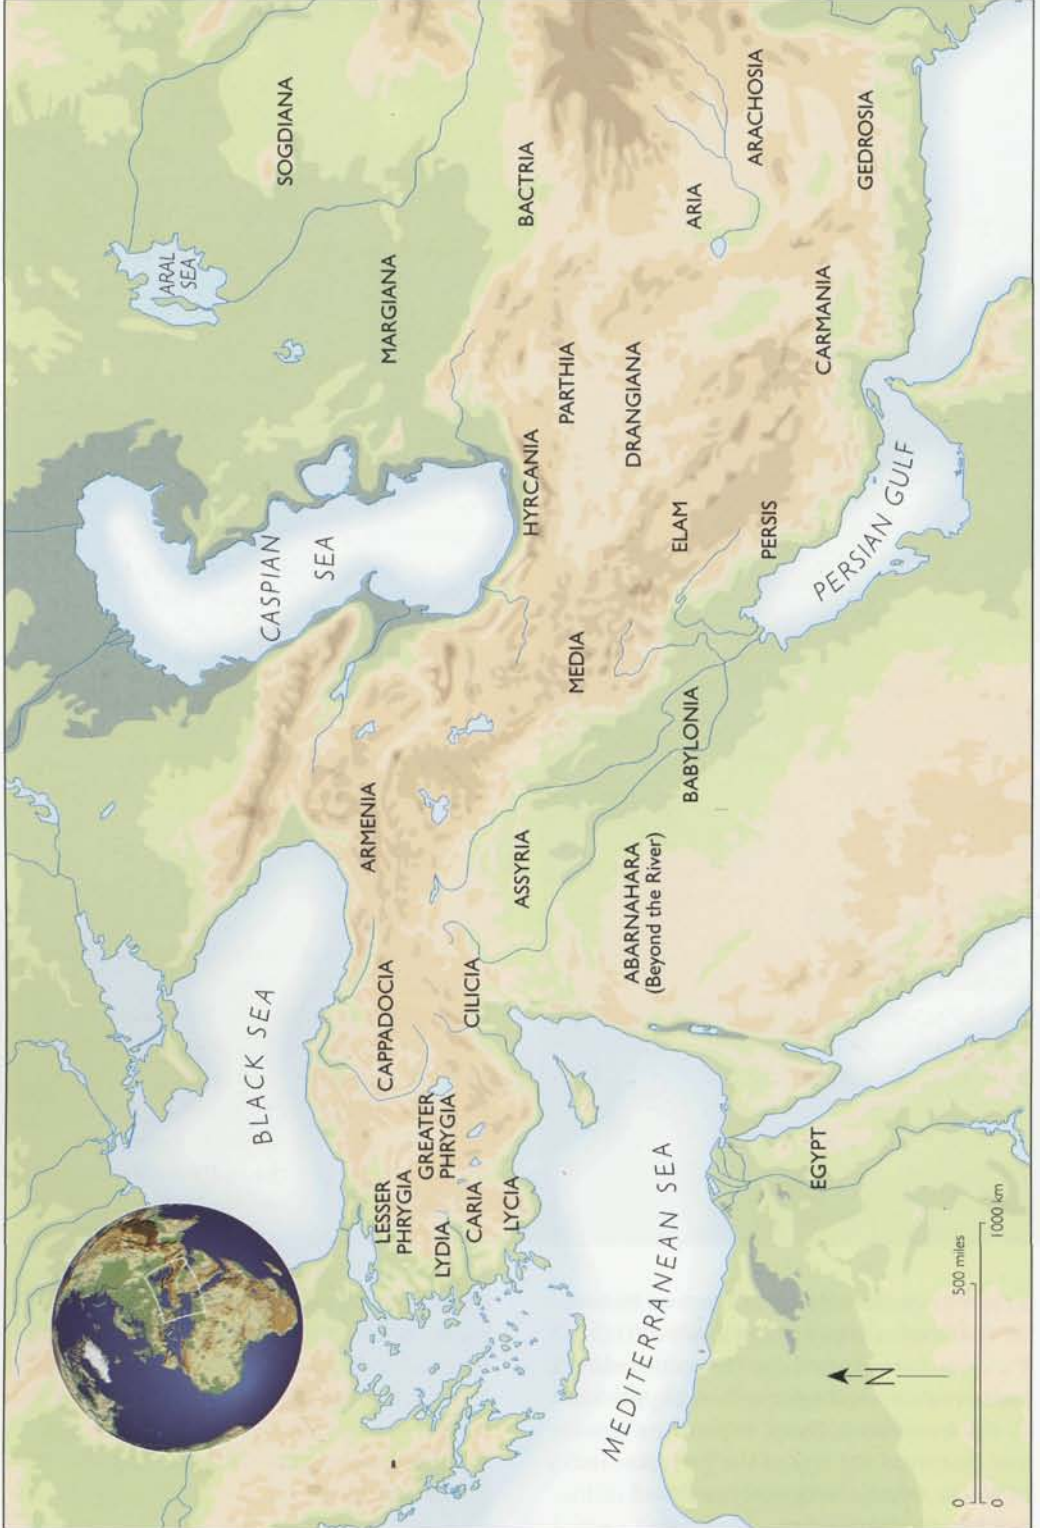 SOGDIANA
ARAL
SEA
MARGIANA
BACTRIA
ARIA
ARACHOSIA
GEDROSIA
CARMANIA
PARTHIA
DRANGIANA
HYRCANIA
CASPIAN
SEA
ELAM
PERSIS
PERSIAN GULF
MEDIA
BABYLONIA
ARMENIA
ASSYRIA
ABARNAHARA
(Beyond the River)
BLACK SEA
CAPPADOCIA
CILICIA
GREATER
PHRYGIA
LESSER
PHRYGIA
LYDIA
CARIA
LYCIA
MEDITERRANEAN SEA
EGYPT
N
0
500 miles
0
1000 km